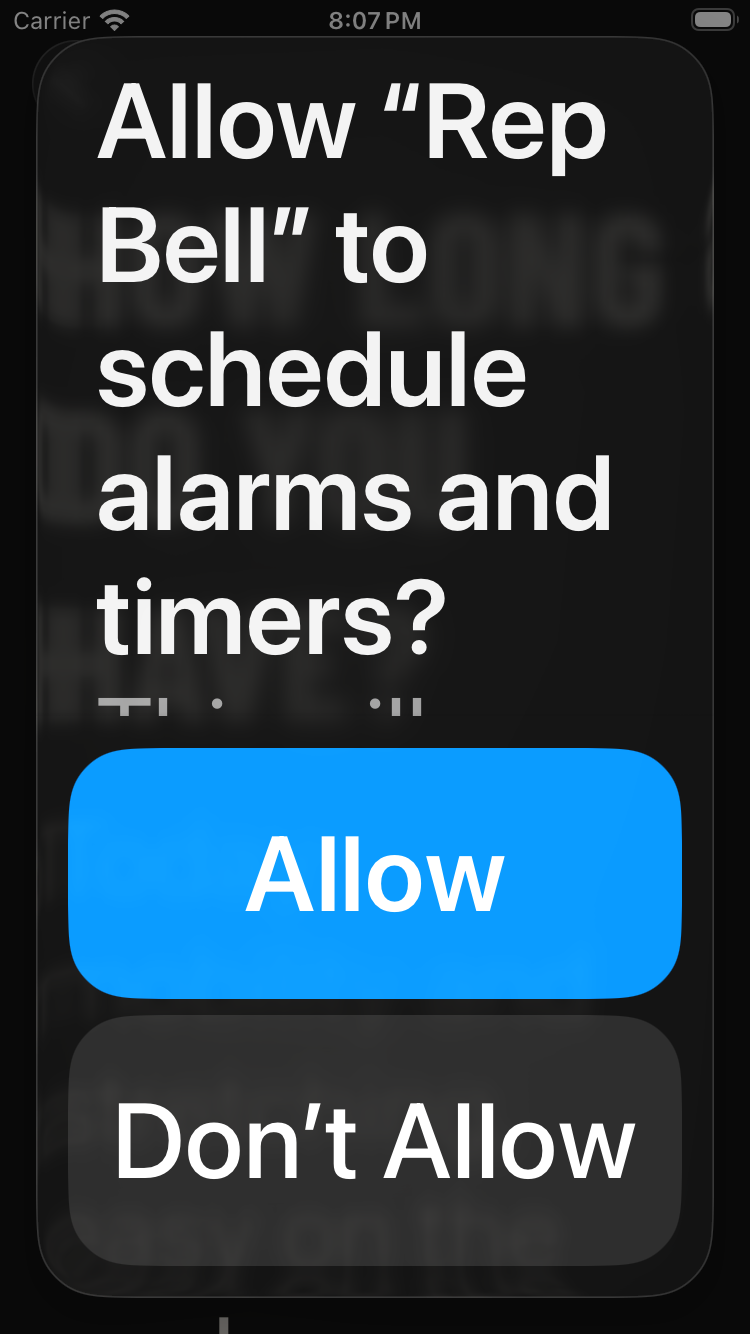 Carrier
8:07 PM
Allow “Rep
Bell” to
schedule
alarms and
timers?
Allow
Don’t Allow